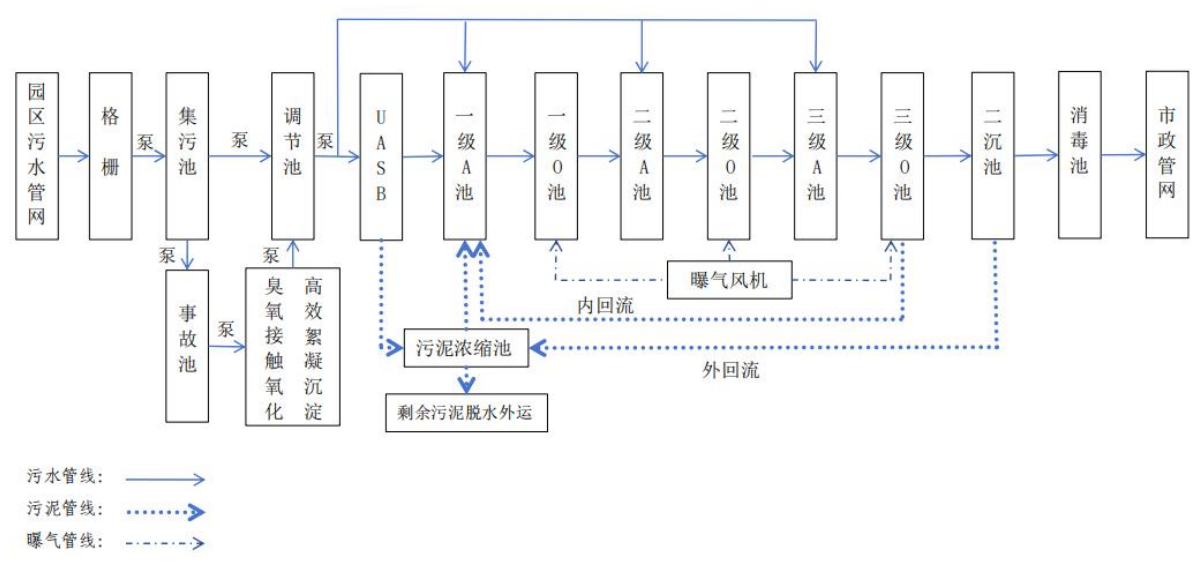 园区污水管网
格栅
泵
集污池
泵
调节池
泵
UASB
一级A池
一级O池
二级A池
二级O池
三级A池
三级O池
二沉池
消毒池
市政管网
泵
泵
事故池
泵
臭氧接触氧化
高效絮凝沉淀
曝气风机
内回流
污泥浓缩池
外回流
剩余污泥脱水外运
污水管线：
污泥管线：
曝气管线：